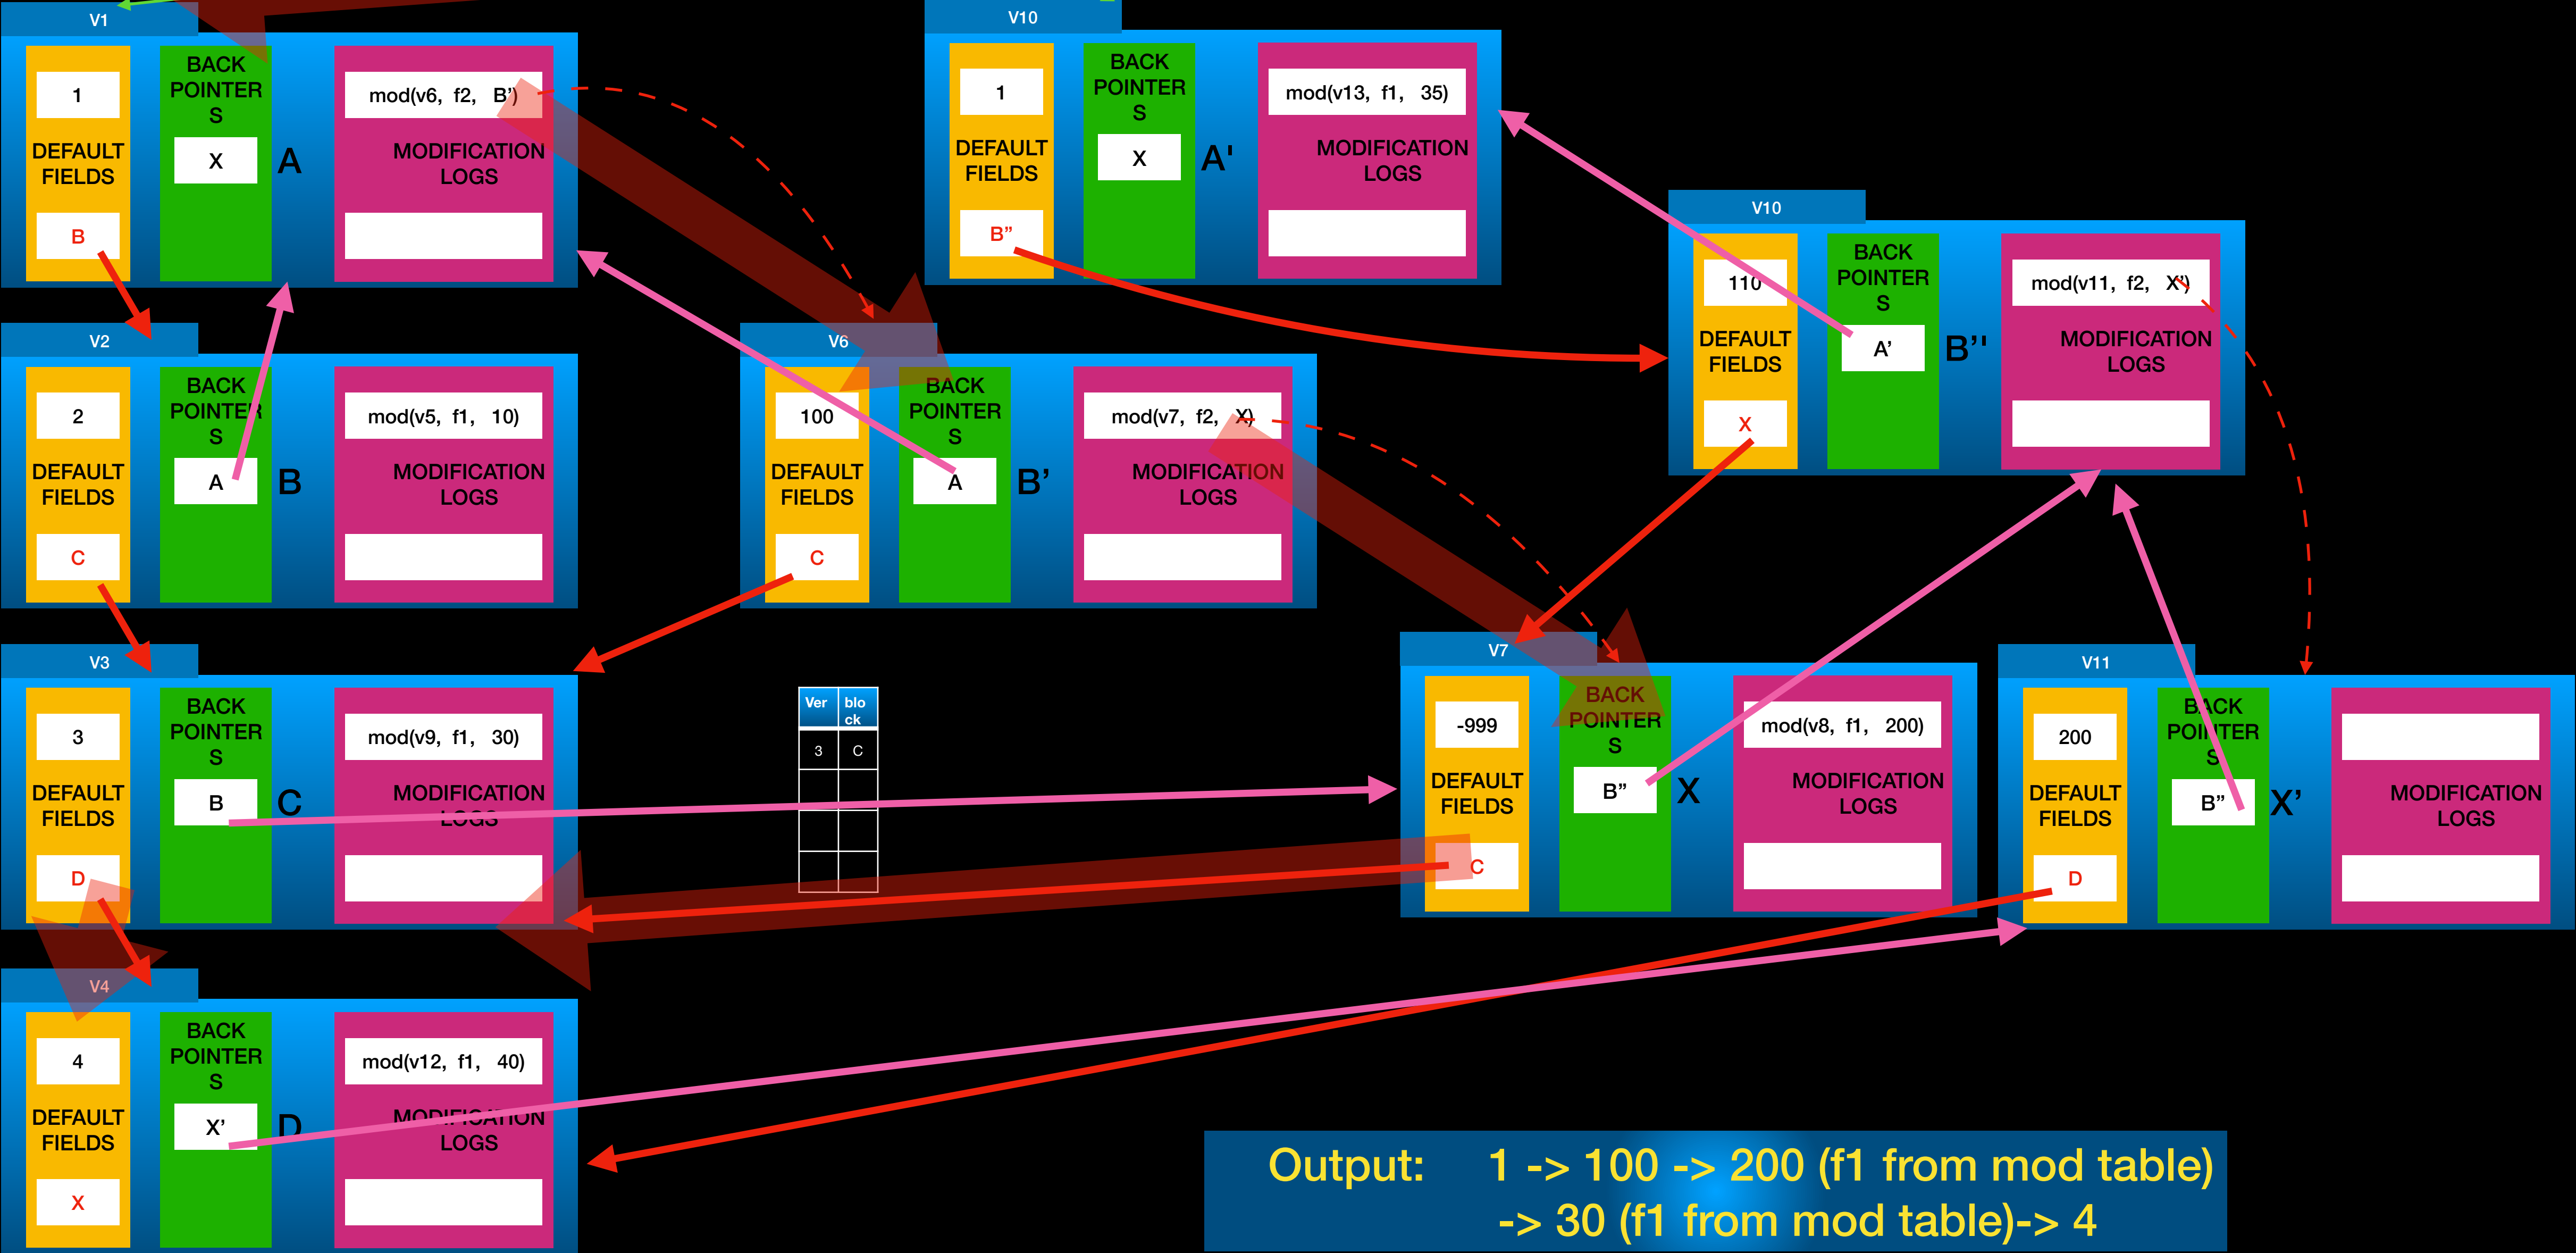 V1
1
DEFAULT
FIELDS
B
BACK
POINTER
S
X
A
mod(v6, f2, B’)
MODIFICATION
LOGS
V10
1
DEFAULT
FIELDS
B”
BACK
POINTER
S
X
A'
mod(v13, f1, 35)
MODIFICATION
LOGS
V10
110
DEFAULT
FIELDS
X
BACK
POINTER
S
A’
B''
mod(v11, f2, X’)
MODIFICATION
LOGS
V2
2
DEFAULT
FIELDS
C
BACK
POINTER
S
A
B
mod(v5, f1, 10)
MODIFICATION
LOGS
V6
100
DEFAULT
FIELDS
C
BACK
POINTER
S
A
B’
mod(v7, f2, X)
MODIFICATION
LOGS
V3
3
DEFAULT
FIELDS
D
BACK
POINTER
S
B
C
mod(v9, f1, 30)
MODIFICATION
LOGS
Ver blo
ck
3 C
V7
-999
DEFAULT
FIELDS
C
BACK
POINTER
S
B”
X
mod(v8, f1, 200)
MODIFICATION
LOGS
V11
200
DEFAULT
FIELDS
D
BACK
POINTER
S
B”
X’
MODIFICATION
LOGS
V4
4
DEFAULT
FIELDS
X
BACK
POINTER
S
X’
D
mod(v12, f1, 40)
MODIFICATION
LOGS
Output: 1 -> 100 -> 200 (f1 from mod table)
-> 30 (f1 from mod table)-> 4